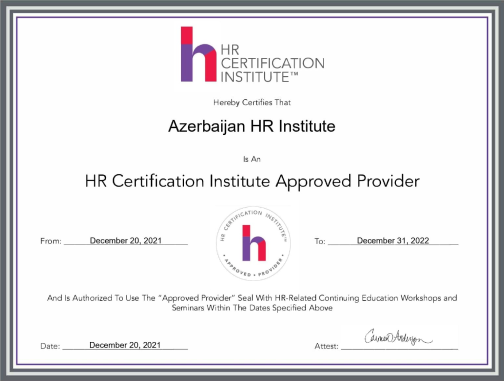 HR
CERTIFICATION
INSTITUTE™
Hereby Certifies That
Azerbaijan HR Institute
Is An
HR Certification Institute Approved Provider
HR CERTIFICATION INSTITUTE™
• APPROVED • PROVIDER •
From: December 20, 2021 To: December 31, 2022
And Is Authorized To Use The "Approved Provider" Seal With HR-Related Continuing Education Workshops and
Seminars Within The Dates Specified Above
Date: December 20, 2021 Attest: